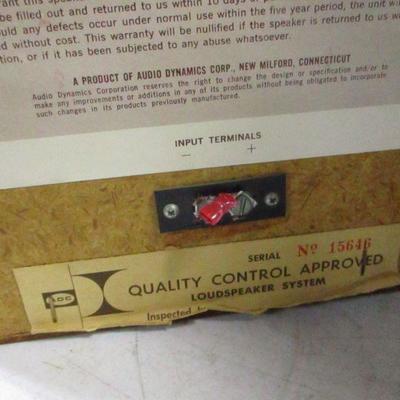 be filled out and returned to us within 10 days
uld any defects occur under normal use within the five year period, the unit will
d without cost. This warranty will be nullified if the speaker is returned to us
tion, or if it has been subjected to any abuse whatsoever.
A PRODUCT OF AUDIO DYNAMICS CORP., NEW MILFORD, CONNECTICUT
Audio Dynamics Corporation reserves the right to change the design or specification and/or to
make any improvements or additions in any of its products without being obligated to incorporate
such changes in its products previously manufactured.
INPUT TERMINALS
– +
SERIAL No 15646
ADC
QUALITY CONTROL APPROVED
LOUDSPEAKER SYSTEM
Inspected by